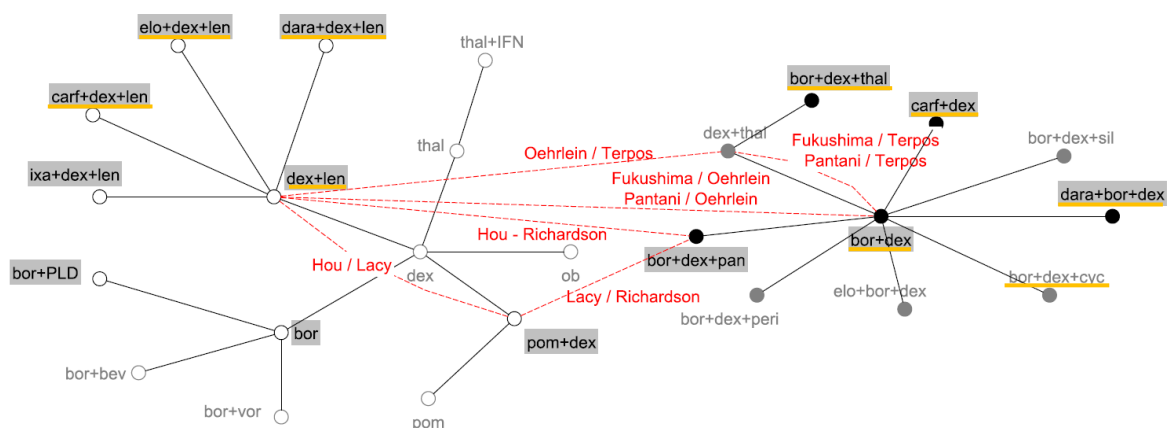 elo+dex+len
dara+dex+len
thal+IFN
bor+dex+thal
carf+dex+len
carf+dex
dex+thal
Fukushima / Terpos
Pantani / Terpos
bor+dex+sil
thal
Oehrlein / Terpos
ixa+dex+len
dex+len
Fukushima / Oehrlein
Pantani / Oehrlein
dara+bor+dex
Hou - Richardson
bor+dex
bor+PLD
Hou / Lacy
dex
ob
bor+dex+pan
bor+dex+cyc
Lacy / Richardson
elo+bor+dex
bor+dex+peri
bor
pom+dex
bor+bev
bor+vor
pom